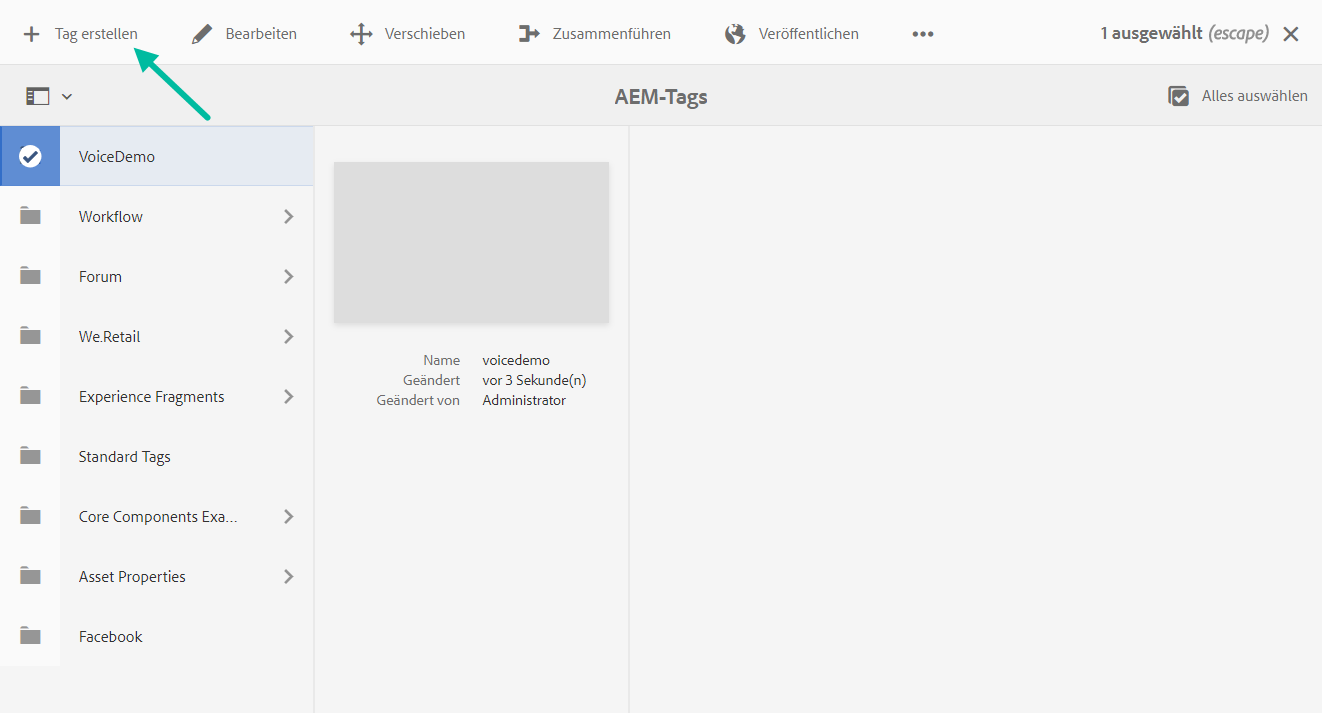 Tag erstellen Bearbeiten Verschieben Zusammenführen Veröffentlichen ••• 1 ausgewählt (escape)
AEM-Tags Alles auswählen
VoiceDemo
Workflow
Forum
We.Retail
Experience Fragments
Standard Tags
Core Components Exa...
Asset Properties
Facebook
Name voicedemo
Geändert vor 3 Sekunde(n)
Geändert von Administrator